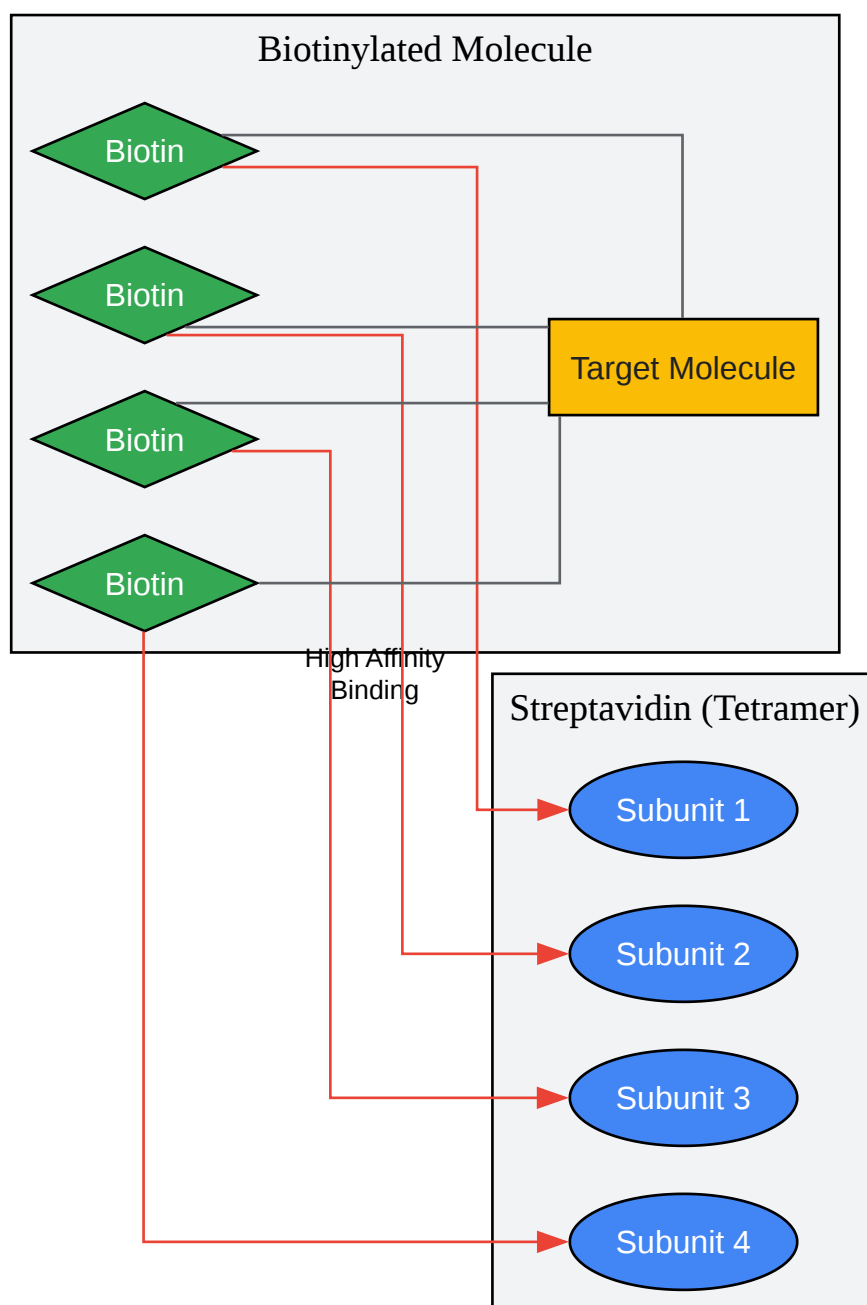 Biotinylated Molecule
Biotin
Biotin
Target Molecule
Biotin
Biotin
High Affinity
Binding
Streptavidin (Tetramer)
Subunit 1
Subunit 2
Subunit 3
Subunit 4